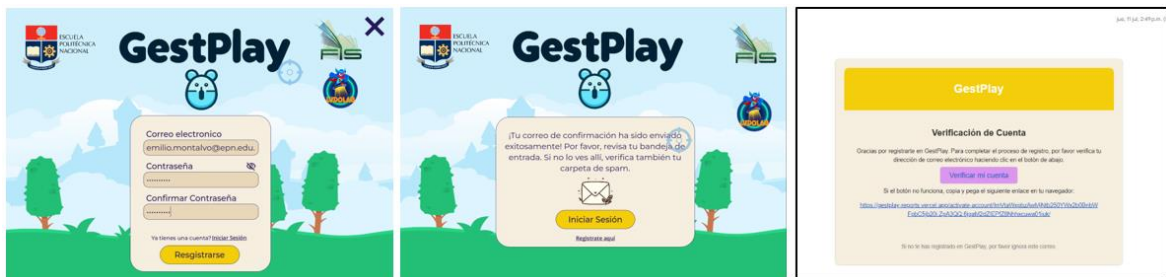 ESCUELA
POLITÉCNICA
NACIONAL
GestPlay
FIS
Correo electronico
emilio.montalvo@epn.edu.
Contraseña
Confirmar Contraseña
Ya tienes una cuenta? Iniciar Sesión
Resgistrarse
ESCUELA
POLITÉCNICA
NACIONAL
GestPlay
FIS
¡Tu correo de confirmación ha sido enviado
exitosamente! Por favor, revisa tu bandeja de
entrada. Si no lo ves allí, verifica también tu
carpeta de spam.
Iniciar Sesión
Registrate aquí
GestPlay
Verificación de Cuenta
Gracias por registrarte en GestPlay. Para completar el proceso de registro, por favor verifica tu
dirección de correo electrónico haciendo clic en el botón de abajo.
Verificar mi cuenta
Si el botón no funciona, copia y pega el siguiente enlace en tu navegador:
Si no te has registrado en GestPlay, por favor ignora este correo.